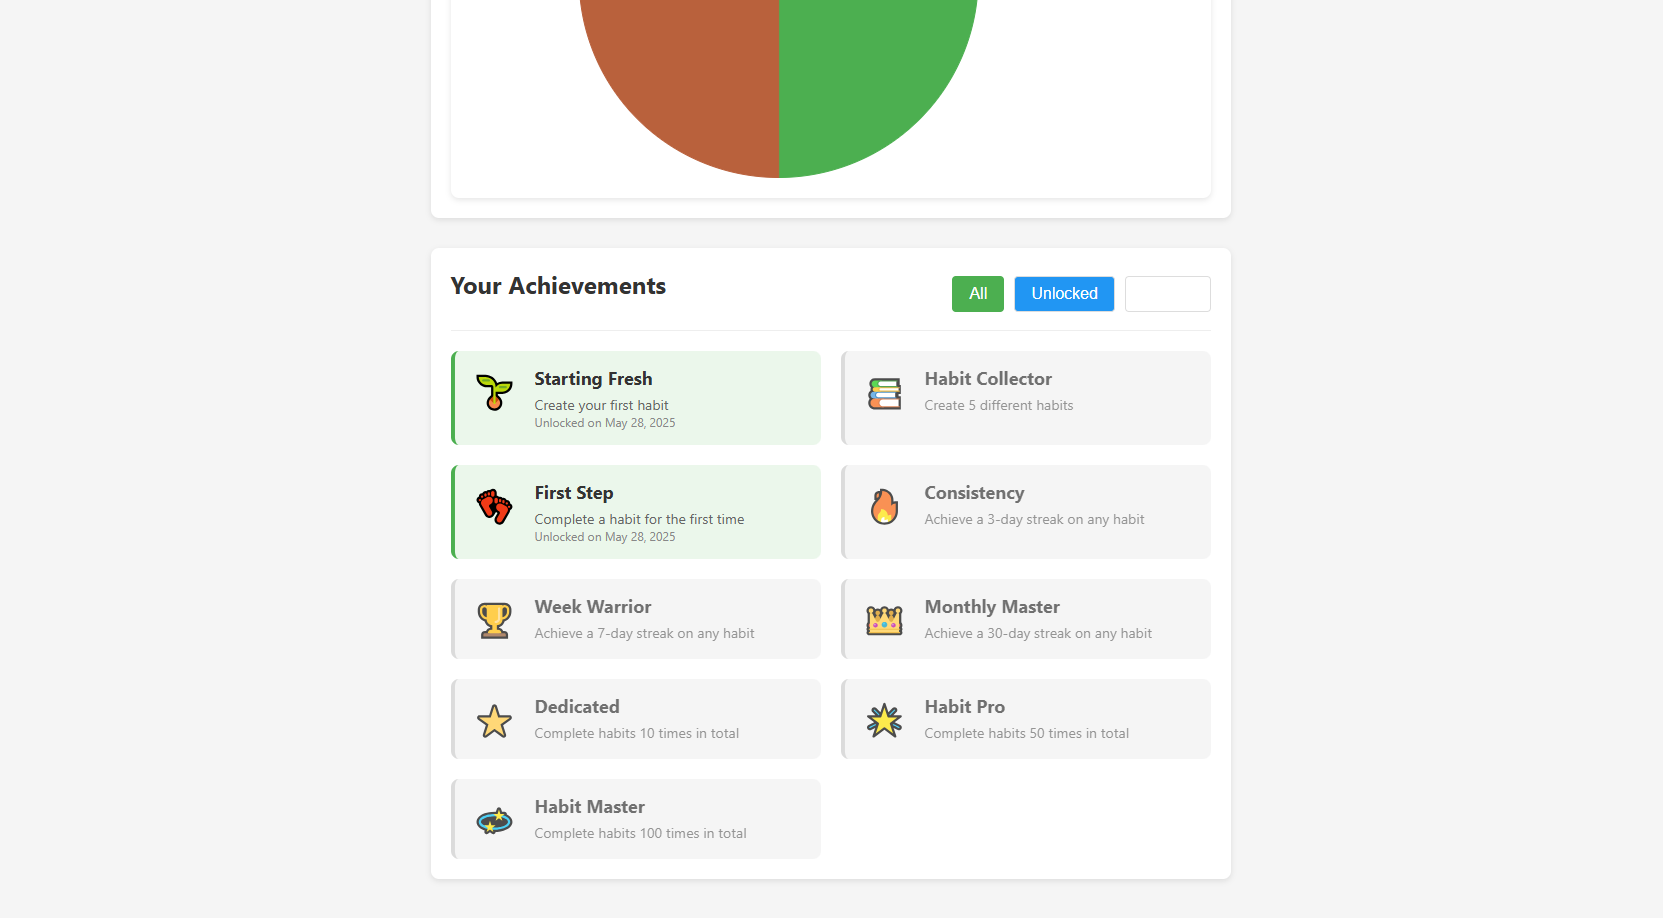 Your Achievements
All
Unlocked
Starting Fresh
Create your first habit
Unlocked on May 28, 2025
Habit Collector
Create 5 different habits
First Step
Complete a habit for the first time
Unlocked on May 28, 2025
Consistency
Achieve a 3-day streak on any habit
Week Warrior
Achieve a 7-day streak on any habit
Monthly Master
Achieve a 30-day streak on any habit
Dedicated
Complete habits 10 times in total
Habit Pro
Complete habits 50 times in total
Habit Master
Complete habits 100 times in total